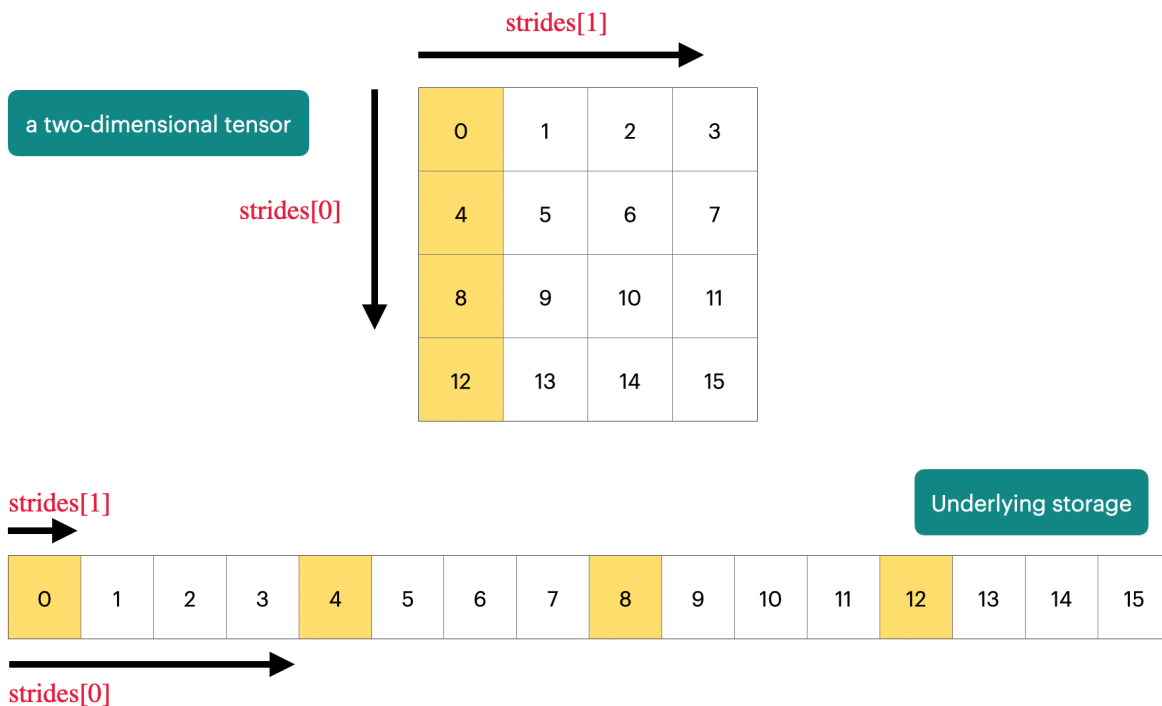 strides[1]
a two-dimensional tensor
strides[0]
0 1 2 3
4 5 6 7
8 9 10 11
12 13 14 15
strides[1]
Underlying storage
0 1 2 3 4 5 6 7 8 9 10 11 12 13 14 15
strides[0]